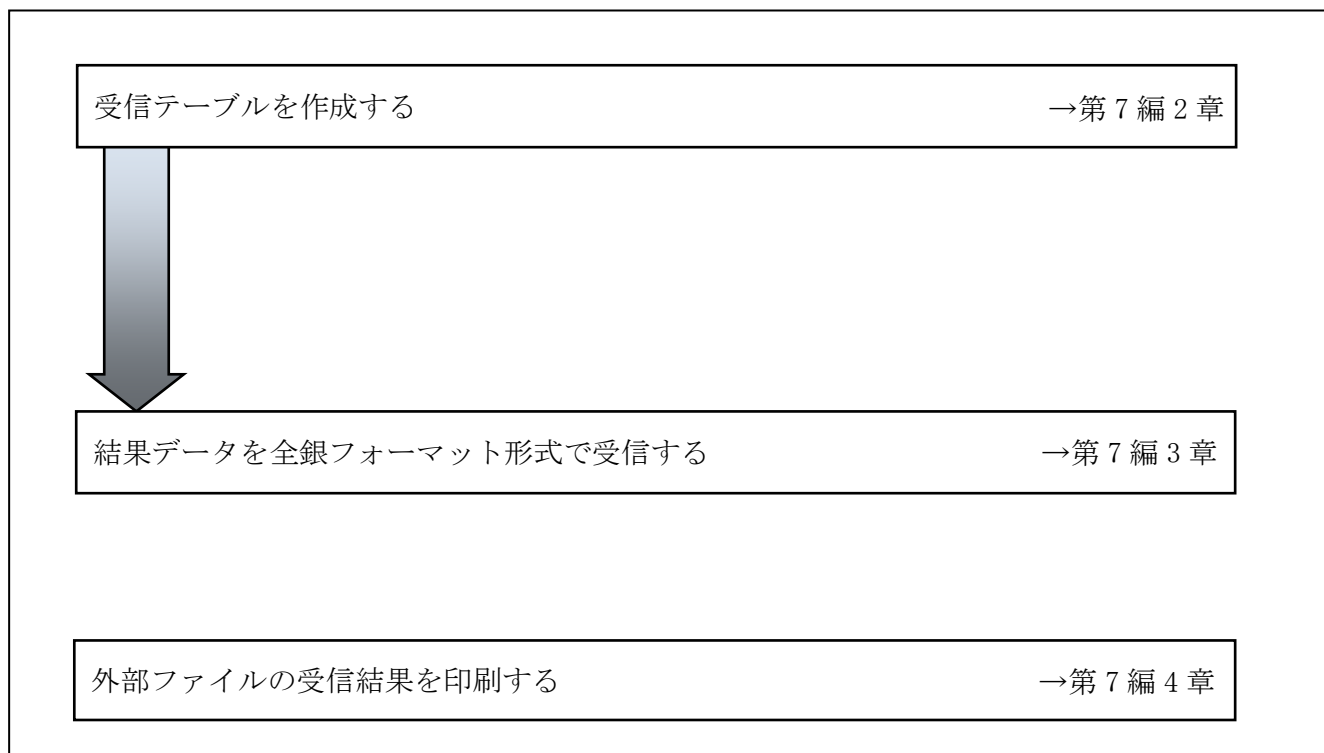 受信テーブルを作成する →第 7 編 2 章
結果データを全銀フォーマット形式で受信する →第 7 編 3 章
外部ファイルの受信結果を印刷する →第 7 編 4 章